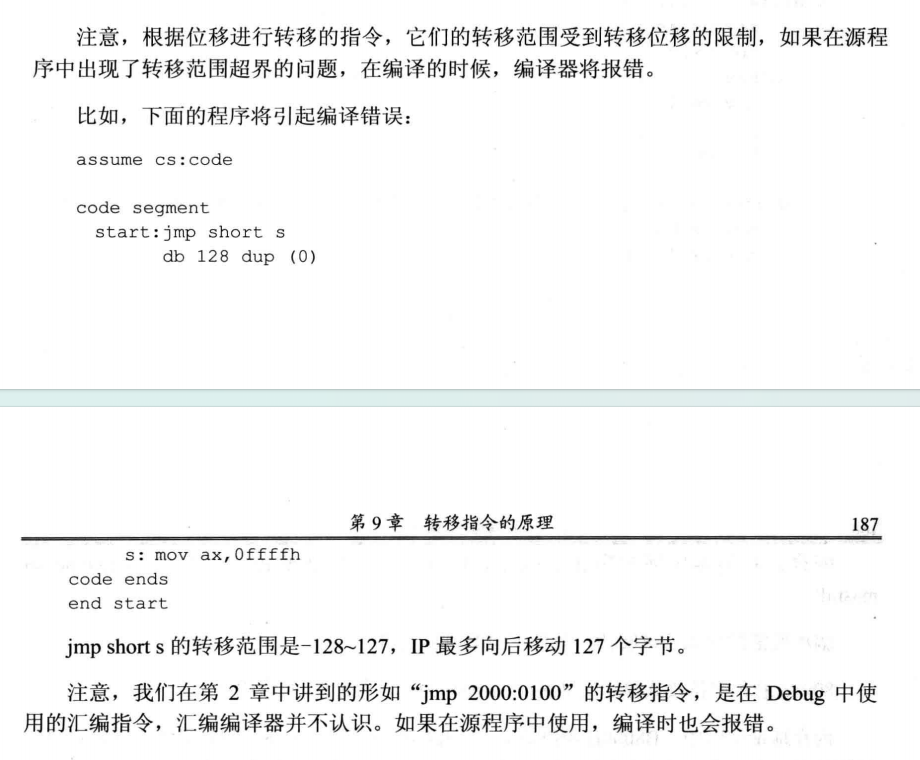 注意，根据位移进行转移的指令，它们的转移范围受到转移位移的限制，如果在源程
序中出现了转移范围超界的问题，在编译的时候，编译器将报错。
比如，下面的程序将引起编译错误：
assume cs:code
code segment
start:jmp short s
db 128 dup (0)
第9章 转移指令的原理 187
s: mov ax,0ffffh
code ends
end start
jmp short s 的转移范围是-128~127，IP 最多向后移动 127 个字节。
注意，我们在第 2 章中讲到的形如“jmp 2000:0100”的转移指令，是在 Debug 中使
用的汇编指令，汇编编译器并不认识。如果在源程序中使用，编译时也会报错。